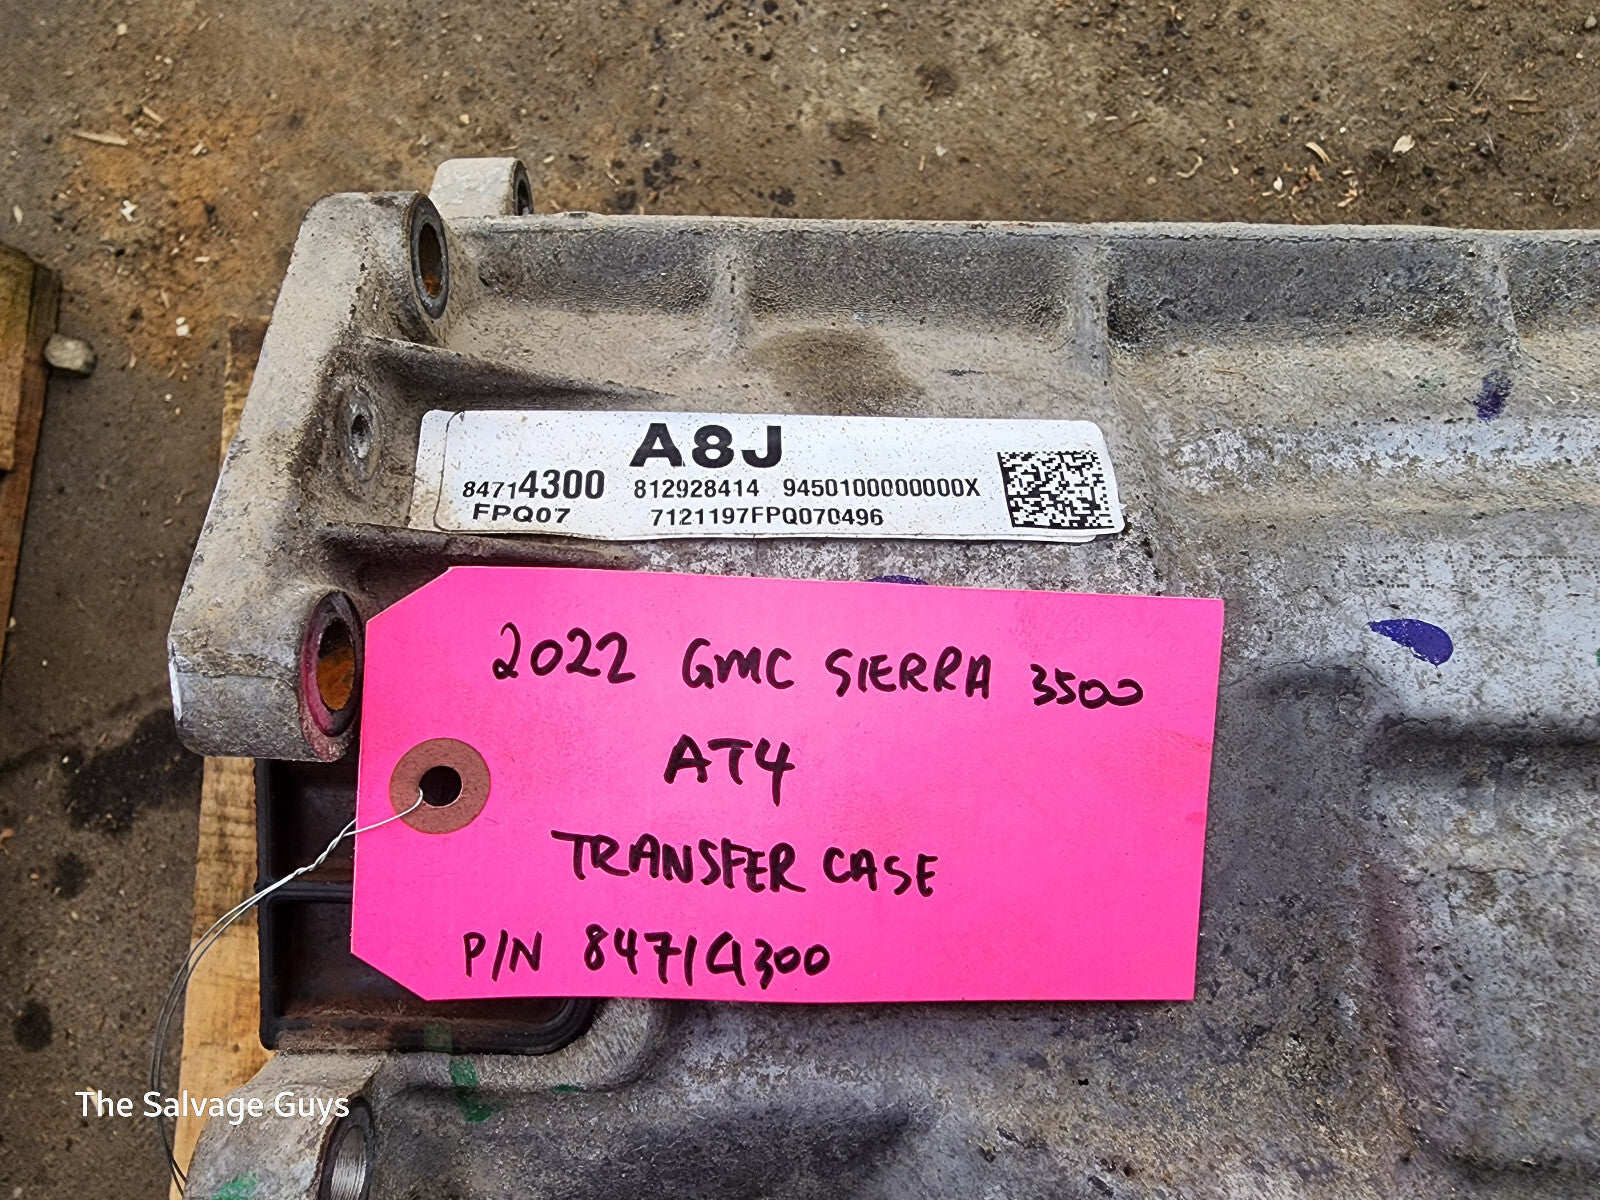 A8J
84714300 812928414 9450100000000X
FPQ07 7121197FPQ070496
2022 GMC SIERRA 3500
AT4
TRANSFER CASE
P/N 84714300
The Salvage Guys